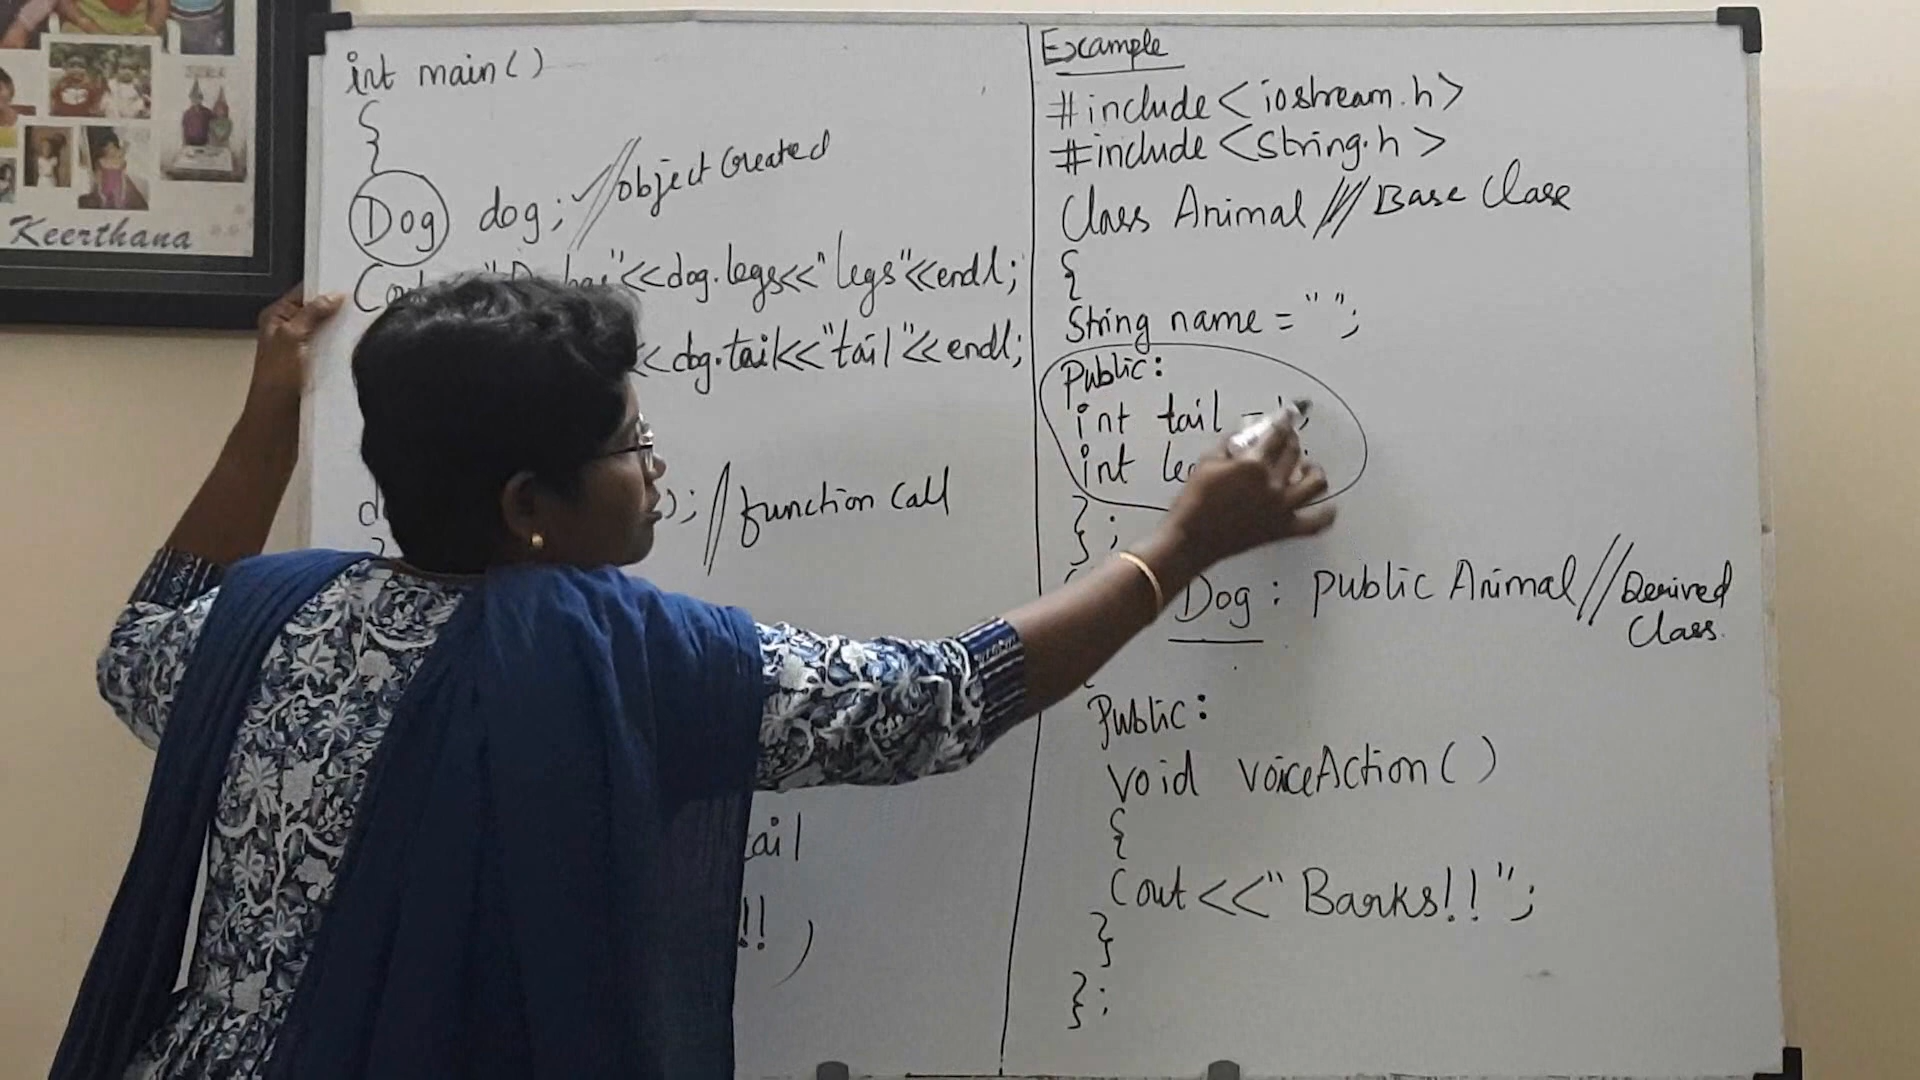 Keerthana
int main()
{
Dog dog; //object Created
<<dog.legs<<"legs"<<endl;
<<dog.tail<<"tail"<<endl;
); //function Call
ail
!!
Example
#include<iostream.h>
#include<string.h>
Class Animal /// Base Class
{
String name = " ";
Public:
int tail
int
};
Dog : public Animal //Derived
Class.
Public:
void voiceAction()
{
Cout<<"Barks!!";
}
};